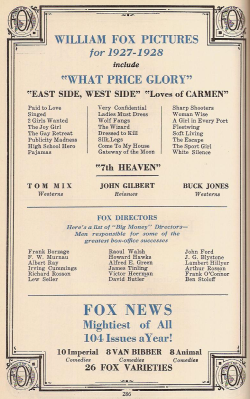 WILLIAM FOX PICTURES
for 1927-1928
include
"WHAT PRICE GLORY"
"EAST SIDE, WEST SIDE" "Loves of CARMEN"
Paid to Love Very Confidential Sharp Shooters
Singed Ladies Must Dress Woman Wise
2 Girls Wanted Wolf Fangs A Girl in Every Port
The Joy Girl The Wizard Fleetwing
The Gay Retreat Dressed to Kill Soft Living
Publicity Madness Silk Legs The Escape
High School Hero Come To My House The Sport Girl
Pajamas Gateway of the Moon White Silence
"7th HEAVEN"
TOM MIX JOHN GILBERT BUCK JONES
Westerns Reissues Westerns
FOX DIRECTORS
Here's a list of "Big Money" Directors—
Men responsible for some of the
greatest box-office successes
Frank Borzage Raoul Walsh John Ford
F. W. Murnau Howard Hawks J. G. Blystone
Albert Ray Alfred E. Green Lambert Hillyer
Irving Cummings James Tinling Arthur Rosson
Richard Rosson Victor Heerman Frank O'Connor
Lew Seiler David Butler Ben Stoloff
FOX NEWS
Mightiest of All
104 Issues a Year!
10 Imperial 8 VAN BIBBER 8 Animal
Comedies Comedies Comedies
26 FOX VARIETIES
286